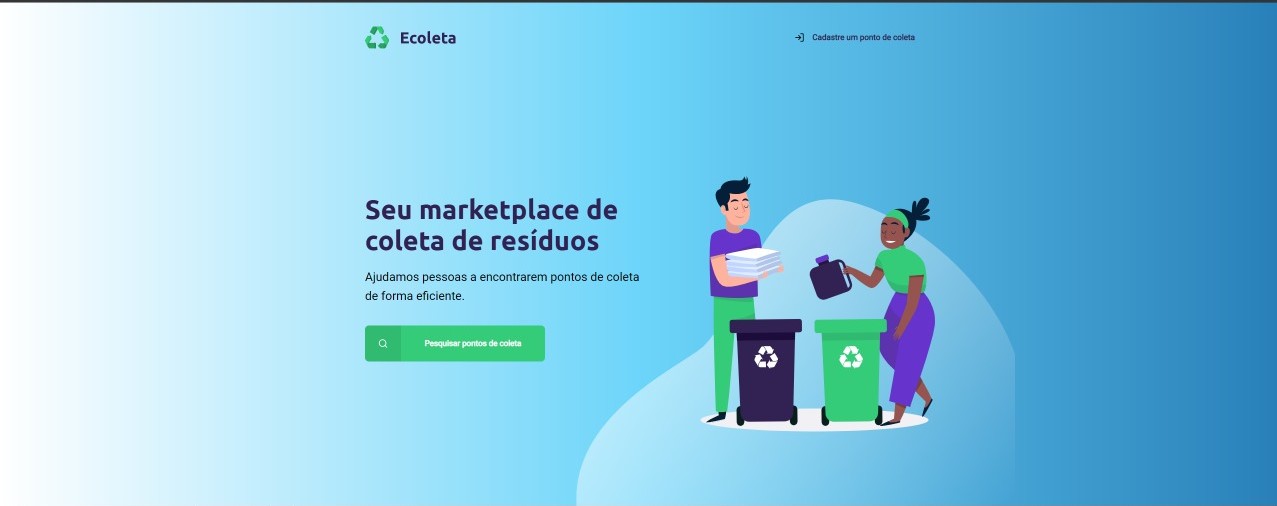 Ecoleta
Cadastre um ponto de coleta
Seu marketplace de
coleta de resíduos
Ajudamos pessoas a encontrarem pontos de coleta
de forma eficiente.
Pesquisar pontos de coleta